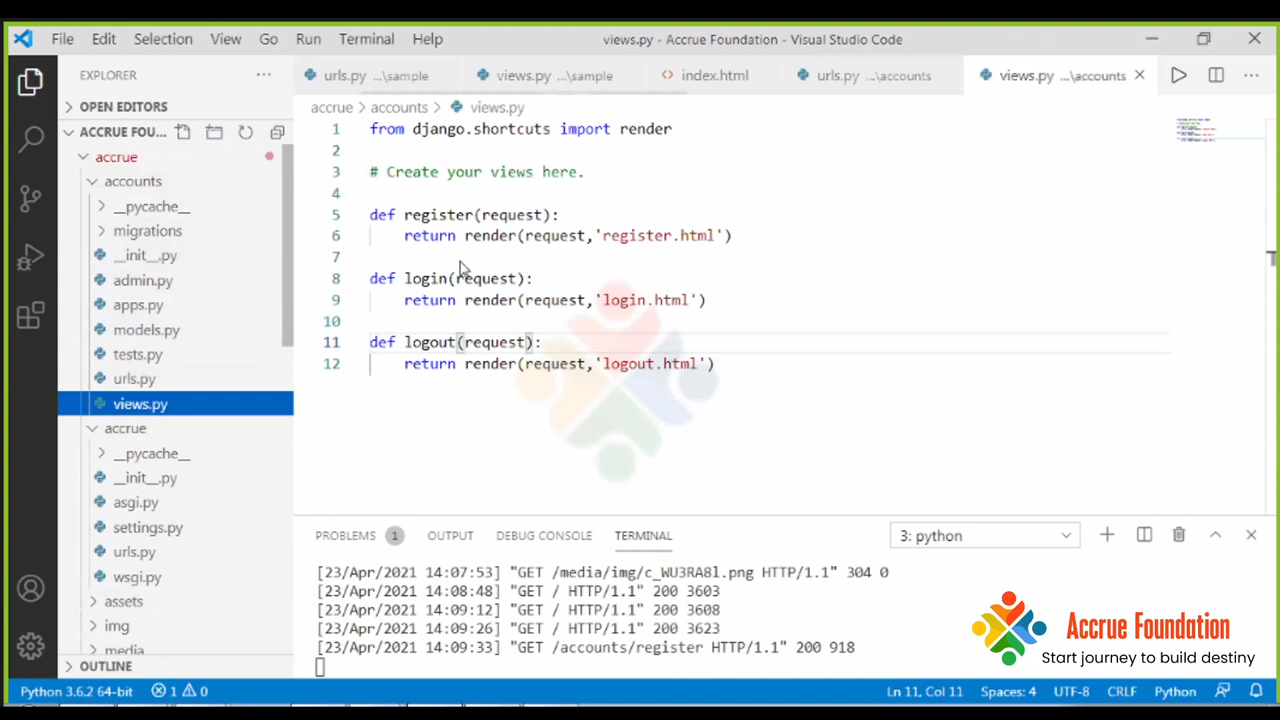 File Edit Selection View Go Run Terminal Help views.py - Accrue Foundation - Visual Studio Code
EXPLORER
urls.py ...\sample views.py ...\sample index.html urls.py ...\accounts views.py ...\accounts
OPEN EDITORS
ACCRUE FOU...
accrue
accounts
__pycache__
migrations
__init__.py
admin.py
apps.py
models.py
tests.py
urls.py
views.py
accrue
__pycache__
__init__.py
asgi.py
settings.py
urls.py
wsgi.py
assets
img
media
OUTLINE
accrue > accounts > views.py
1 from django.shortcuts import render
2
3 # Create your views here.
4
5 def register(request):
6 return render(request,'register.html')
7
8 def login(request):
9 return render(request,'login.html')
10
11 def logout(request):
12 return render(request,'logout.html')
PROBLEMS 1 OUTPUT DEBUG CONSOLE TERMINAL 3: python
[23/Apr/2021 14:07:53] "GET /media/img/c_WU3RA8l.png HTTP/1.1" 304 0
[23/Apr/2021 14:08:48] "GET / HTTP/1.1" 200 3603
[23/Apr/2021 14:09:12] "GET / HTTP/1.1" 200 3608
[23/Apr/2021 14:09:26] "GET / HTTP/1.1" 200 3623
[23/Apr/2021 14:09:33] "GET /accounts/register HTTP/1.1" 200 918
Accrue Foundation
Start journey to build destiny
Python 3.6.2 64-bit 1 0 Ln 11, Col 11 Spaces: 4 UTF-8 CRLF Python